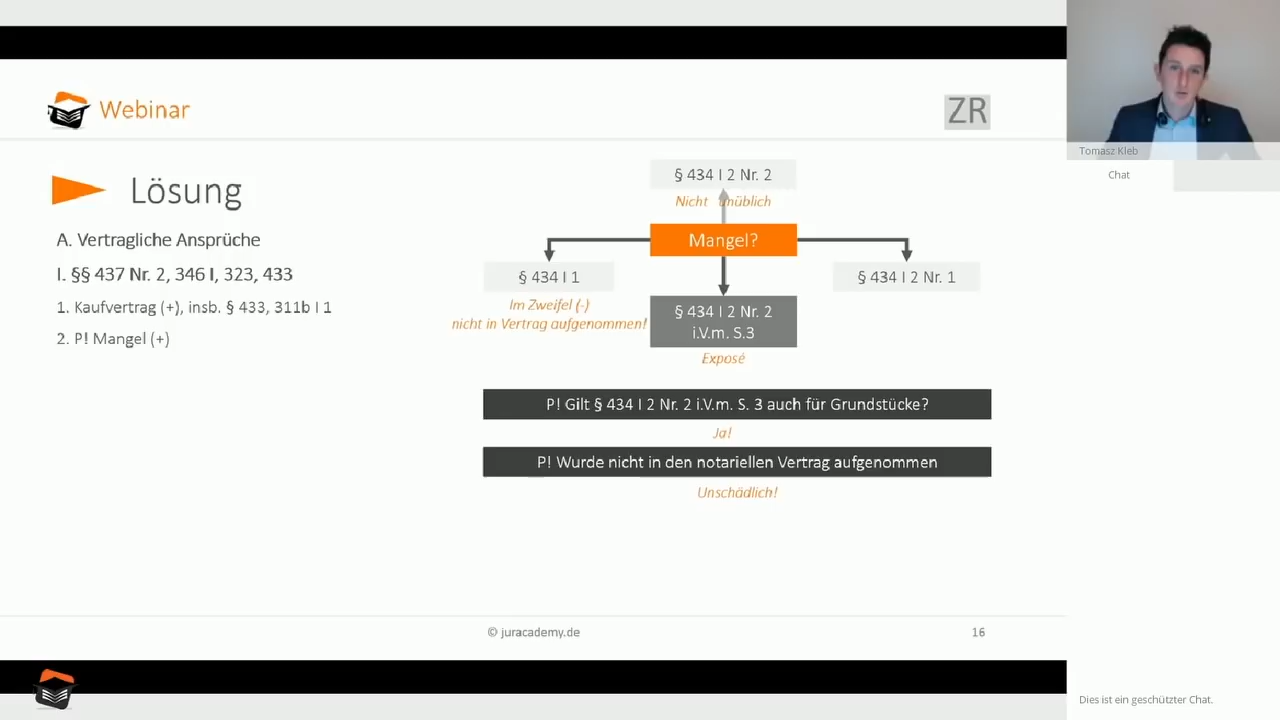 Webinar
ZR
Lösung
A. Vertragliche Ansprüche
I. §§ 437 Nr. 2, 346 I, 323, 433
1. Kaufvertrag (+), insb. § 433, 311b I 1
2. P! Mangel (+)
§ 434 I 2 Nr. 2
Nicht unüblich
Mangel?
§ 434 I 1
Im Zweifel (-)
nicht in Vertrag aufgenommen!
§ 434 I 2 Nr. 2
i.V.m. S.3
Exposé
§ 434 I 2 Nr. 1
P! Gilt § 434 I 2 Nr. 2 i.V.m. S. 3 auch für Grundstücke?
Ja!
P! Wurde nicht in den notariellen Vertrag aufgenommen
Unschädlich!
© juracademy.de
16
Tomasz Kleb
Chat
Dies ist ein geschützter Chat.